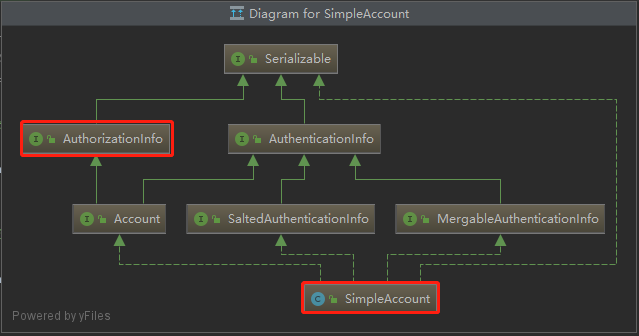 Diagram for SimpleAccount
I Serializable
I AuthorizationInfo
I AuthenticationInfo
I Account
I SaltedAuthenticationInfo
I MergableAuthenticationInfo
C SimpleAccount
Powered by yFiles